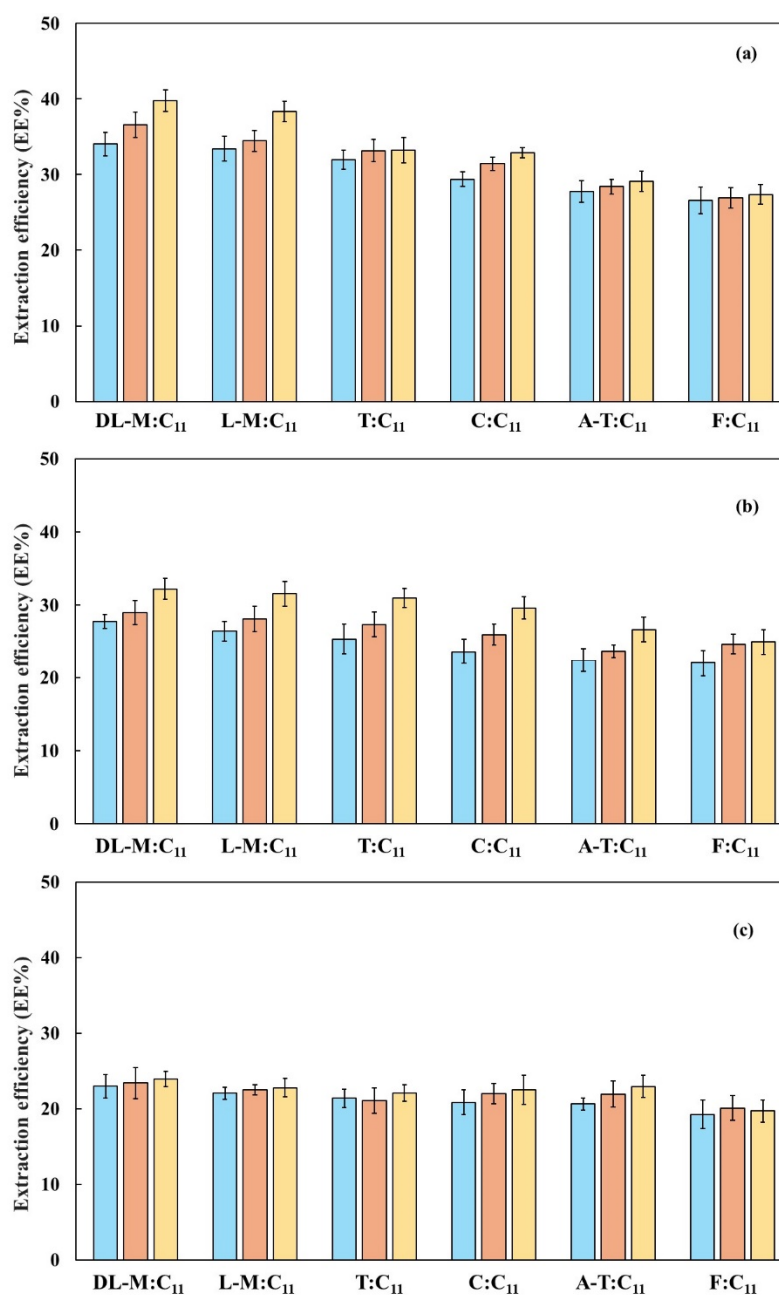 (a)
Extraction efficiency (EE%)
50
40
30
20
10
0
DL-M:C₁₁ L-M:C₁₁ T:C₁₁ C:C₁₁ A-T:C₁₁ F:C₁₁
(b)
Extraction efficiency (EE%)
50
40
30
20
10
0
DL-M:C₁₁ L-M:C₁₁ T:C₁₁ C:C₁₁ A-T:C₁₁ F:C₁₁
(c)
Extraction efficiency (EE%)
50
40
30
20
10
0
DL-M:C₁₁ L-M:C₁₁ T:C₁₁ C:C₁₁ A-T:C₁₁ F:C₁₁